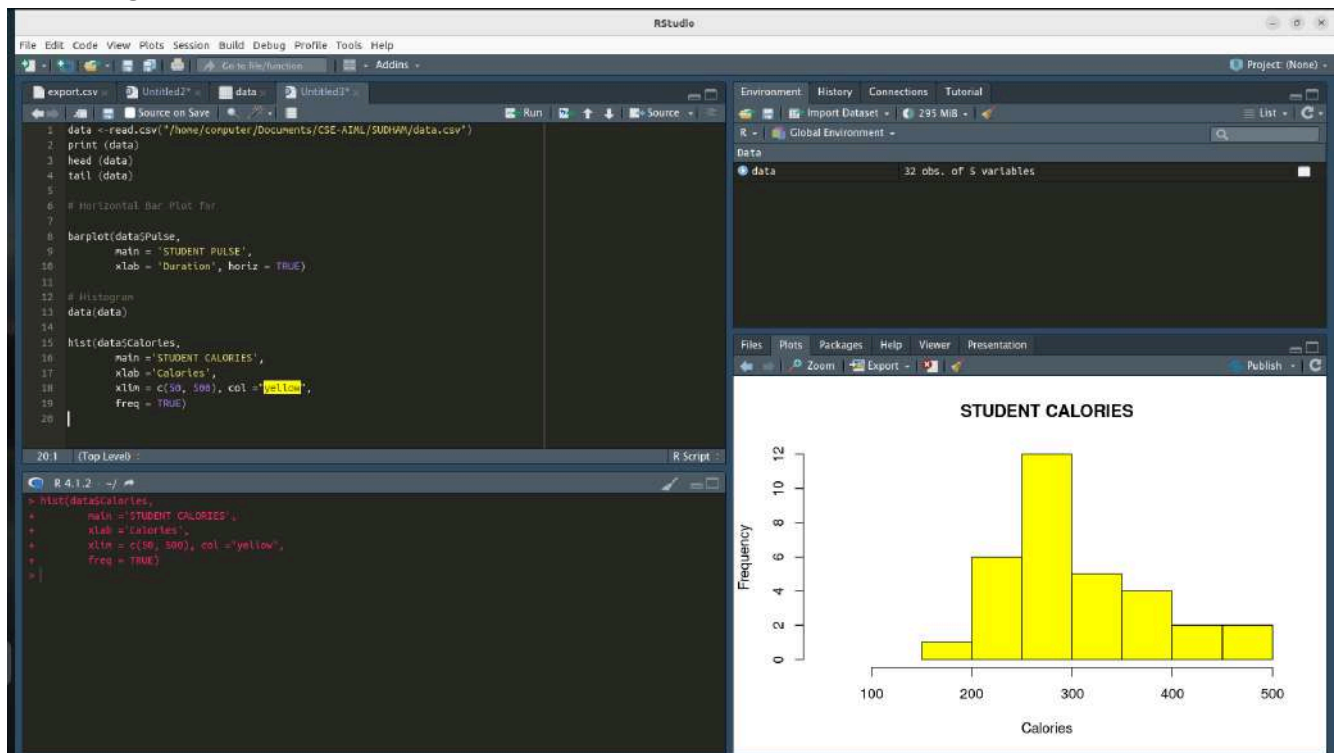 RStudio
File Edit Code View Plots Session Build Debug Profile Tools Help
Go to file/function Addins Project: (None)
export.csv Untitled2* data Untitled3*
Source on Save Run Source
1 data <-read.csv("/home/computer/Documents/CSE-AIML/SUDHAM/data.csv")
2 print (data)
3 head (data)
4 tail (data)
5
6 # Horizontal Bar Plot for
7
8 barplot(data$Pulse,
9 main = 'STUDENT PULSE',
10 xlab = 'Duration', horiz = TRUE)
11
12 # Histogram
13 data(data)
14
15 hist(data$Calories,
16 main ='STUDENT CALORIES',
17 xlab ='Calories',
18 xlim = c(50, 500), col ="yellow",
19 freq = TRUE)
20
20:1 (Top Level) R Script
R 4.1.2 · ~/
> hist(data$Calories,
+ main ='STUDENT CALORIES',
+ xlab ='Calories',
+ xlim = c(50, 500), col ="yellow",
+ freq = TRUE)
>
Environment History Connections Tutorial
Import Dataset 295 MiB List
R Global Environment
Data
data 32 obs. of 5 variables
Files Plots Packages Help Viewer Presentation
Zoom Export Publish
STUDENT CALORIES
Frequency
12
10
8
6
4
2
0
100 200 300 400 500
Calories